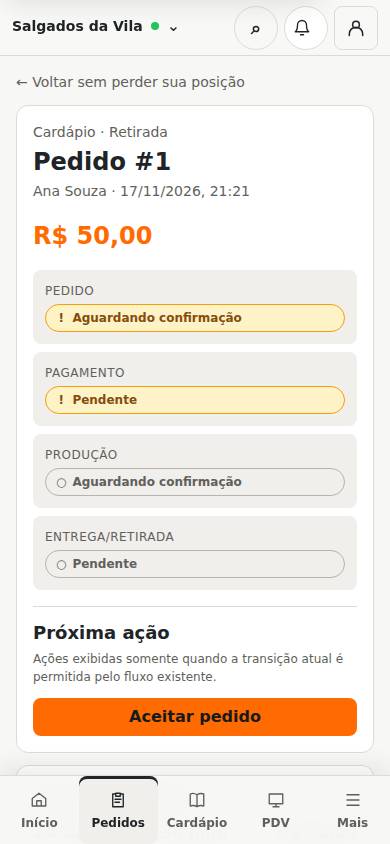 Salgados da Vila
← Voltar sem perder sua posição
Cardápio · Retirada
Pedido #1
Ana Souza · 17/11/2026, 21:21
R$ 50,00
PEDIDO
! Aguardando confirmação
PAGAMENTO
! Pendente
PRODUÇÃO
○ Aguardando confirmação
ENTREGA/RETIRADA
○ Pendente
Próxima ação
Ações exibidas somente quando a transição atual é
permitida pelo fluxo existente.
Aceitar pedido
Início
Pedidos
Cardápio
PDV
Mais